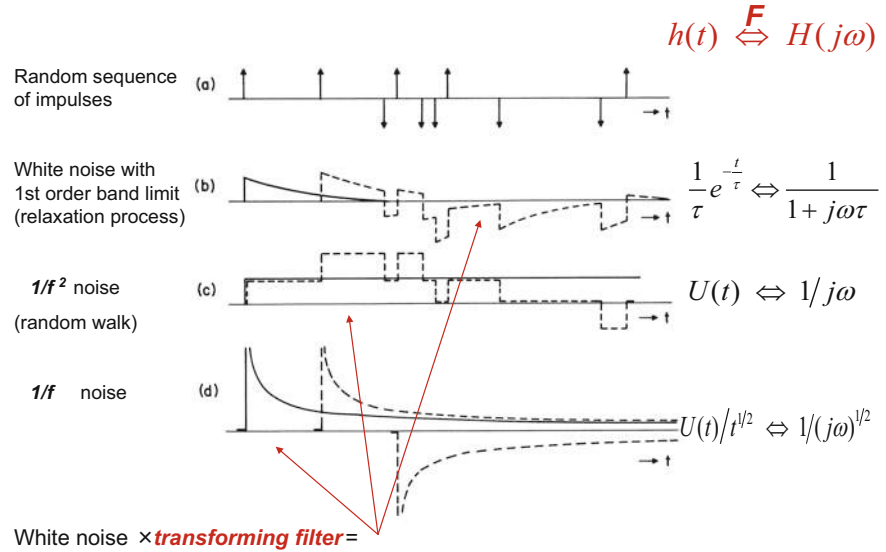 F
h(t) ⇔ H(jω)
Random sequence
of impulses
(a)
→ t
White noise with
1st order band limit
(relaxation process)
(b)
→ t
1/τ e^(-t/τ) ⇔ 1/(1 + jωτ)
1/f² noise
(random walk)
(c)
→ t
U(t) ⇔ 1/jω
1/f noise
(d)
→ t
U(t)/t^(1/2) ⇔ 1/(jω)^(1/2)
White noise ×transforming filter=